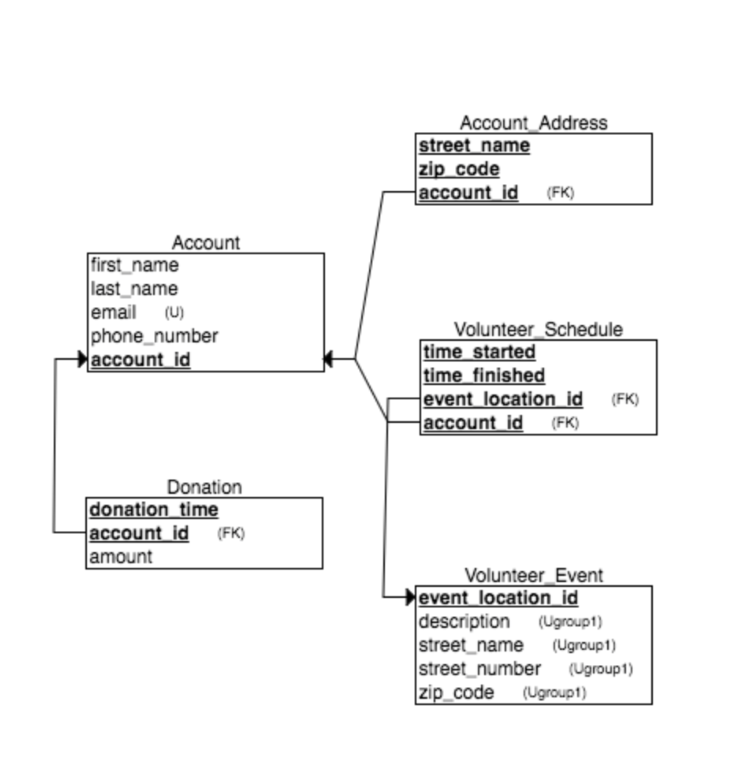 Account_Address
street_name
zip_code
account_id (FK)
Account
first_name
last_name
email (U)
phone_number
account_id
Volunteer_Schedule
time_started
time_finished
event_location_id (FK)
account_id (FK)
Donation
donation_time
account_id (FK)
amount
Volunteer_Event
event_location_id
description (Ugroup1)
street_name (Ugroup1)
street_number (Ugroup1)
zip_code (Ugroup1)